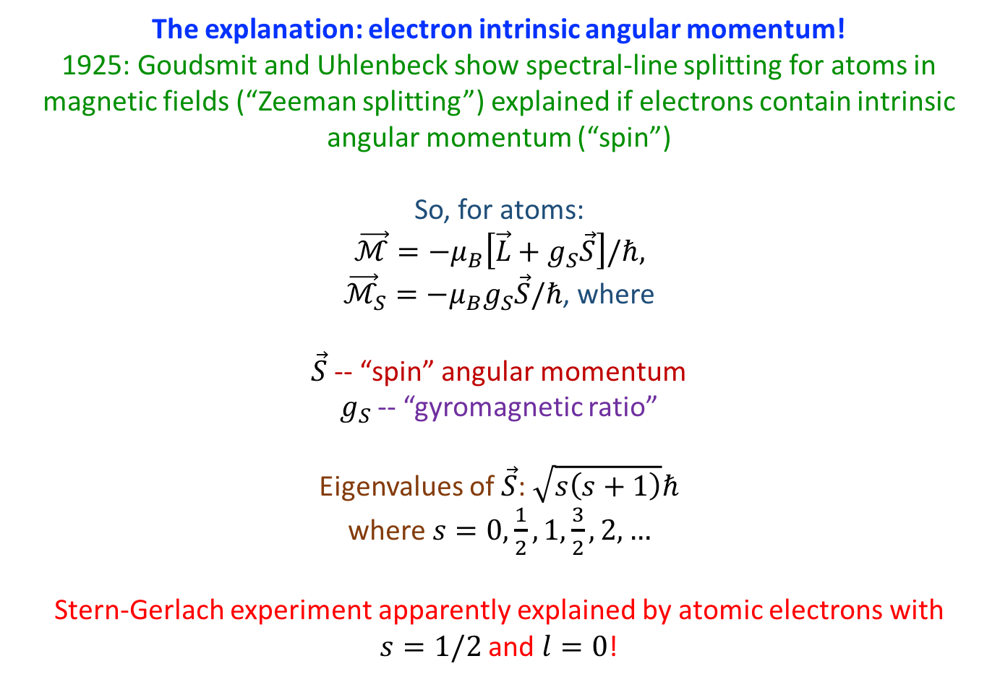 The explanation: electron intrinsic angular momentum!
1925: Goudsmit and Uhlenbeck show spectral-line splitting for atoms in
magnetic fields (“Zeeman splitting”) explained if electrons contain intrinsic
angular momentum (“spin”)
So, for atoms:
$\overrightarrow{\mathcal{M}} = -\mu_B[\vec{L} + g_S\vec{S}]/\hbar,$
$\overrightarrow{\mathcal{M}}_S = -\mu_B g_S\vec{S}/\hbar$, where
$\vec{S}$ -- “spin” angular momentum
$g_S$ -- “gyromagnetic ratio”
Eigenvalues of $\vec{S}$: $\sqrt{s(s+1)}\hbar$
where $s = 0, \frac{1}{2}, 1, \frac{3}{2}, 2, \ldots$
Stern-Gerlach experiment apparently explained by atomic electrons with
$s = 1/2$ and $l = 0$!